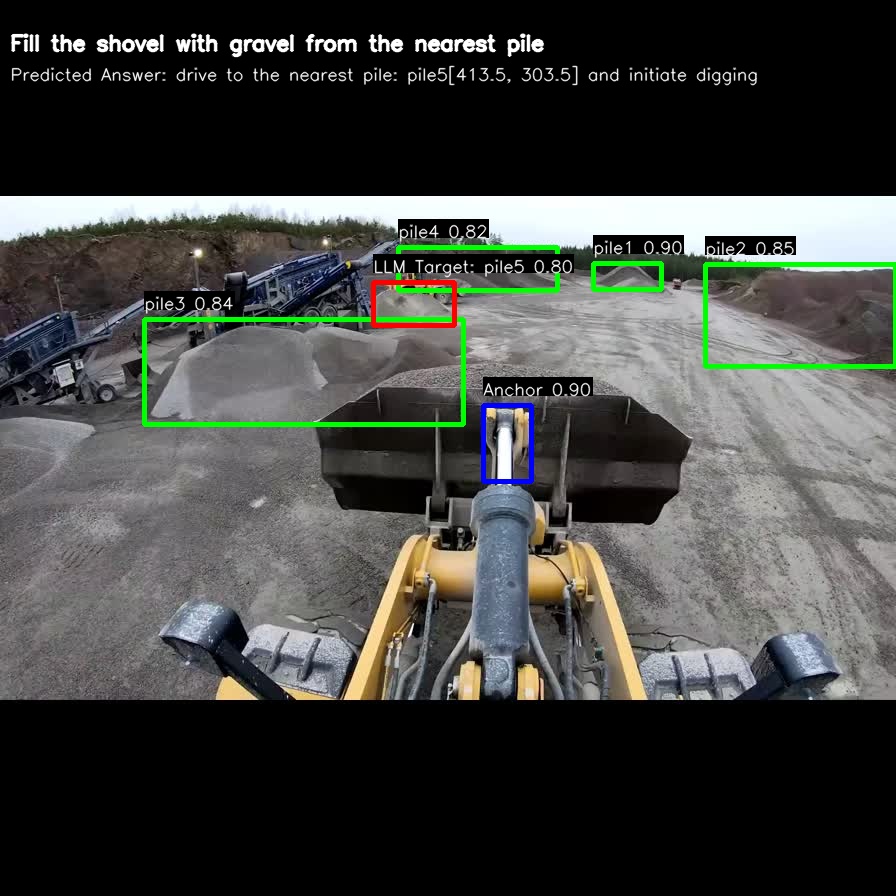 Fill the shovel with gravel from the nearest pile
Predicted Answer: drive to the nearest pile: pile5[413.5, 303.5] and initiate digging
pile4 0.82
pile1 0.90
pile2 0.85
LLM Target: pile5 0.80
pile3 0.84
Anchor 0.90